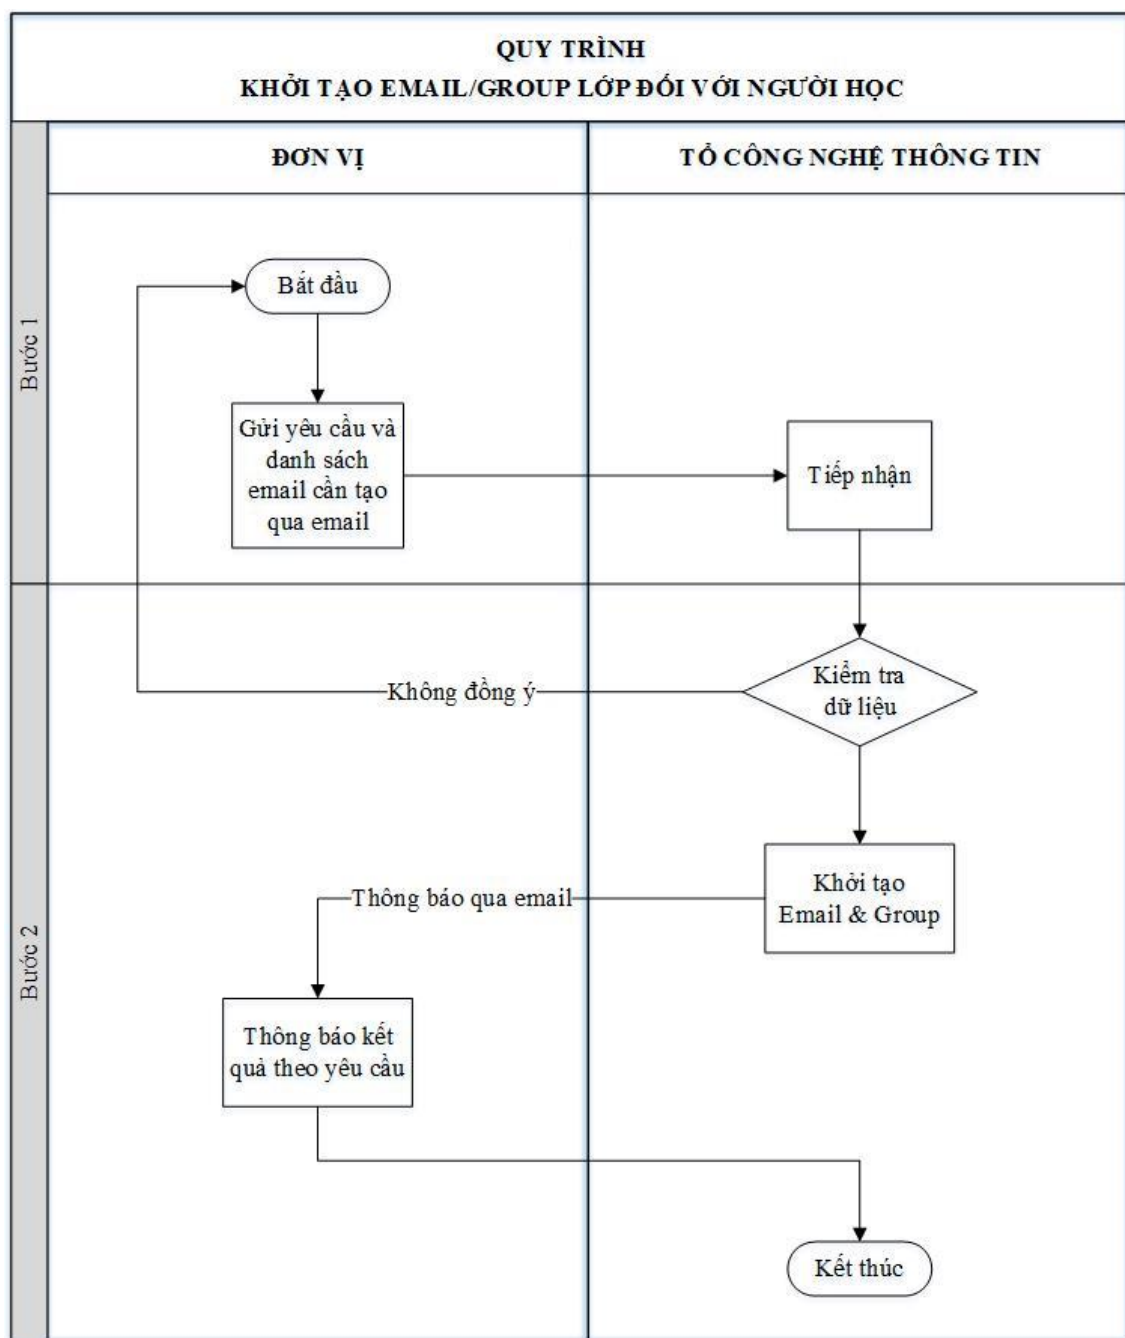 QUY TRÌNH
KHỞI TẠO EMAIL/GROUP LỚP ĐỐI VỚI NGƯỜI HỌC
ĐƠN VỊ
TỔ CÔNG NGHỆ THÔNG TIN
Bước 1
Bắt đầu
Gửi yêu cầu và
danh sách
email cần tạo
qua email
Tiếp nhận
Bước 2
Kiểm tra
dữ liệu
Không đồng ý
Khởi tạo
Email & Group
Thông báo qua email
Thông báo kết
quả theo yêu cầu
Kết thúc